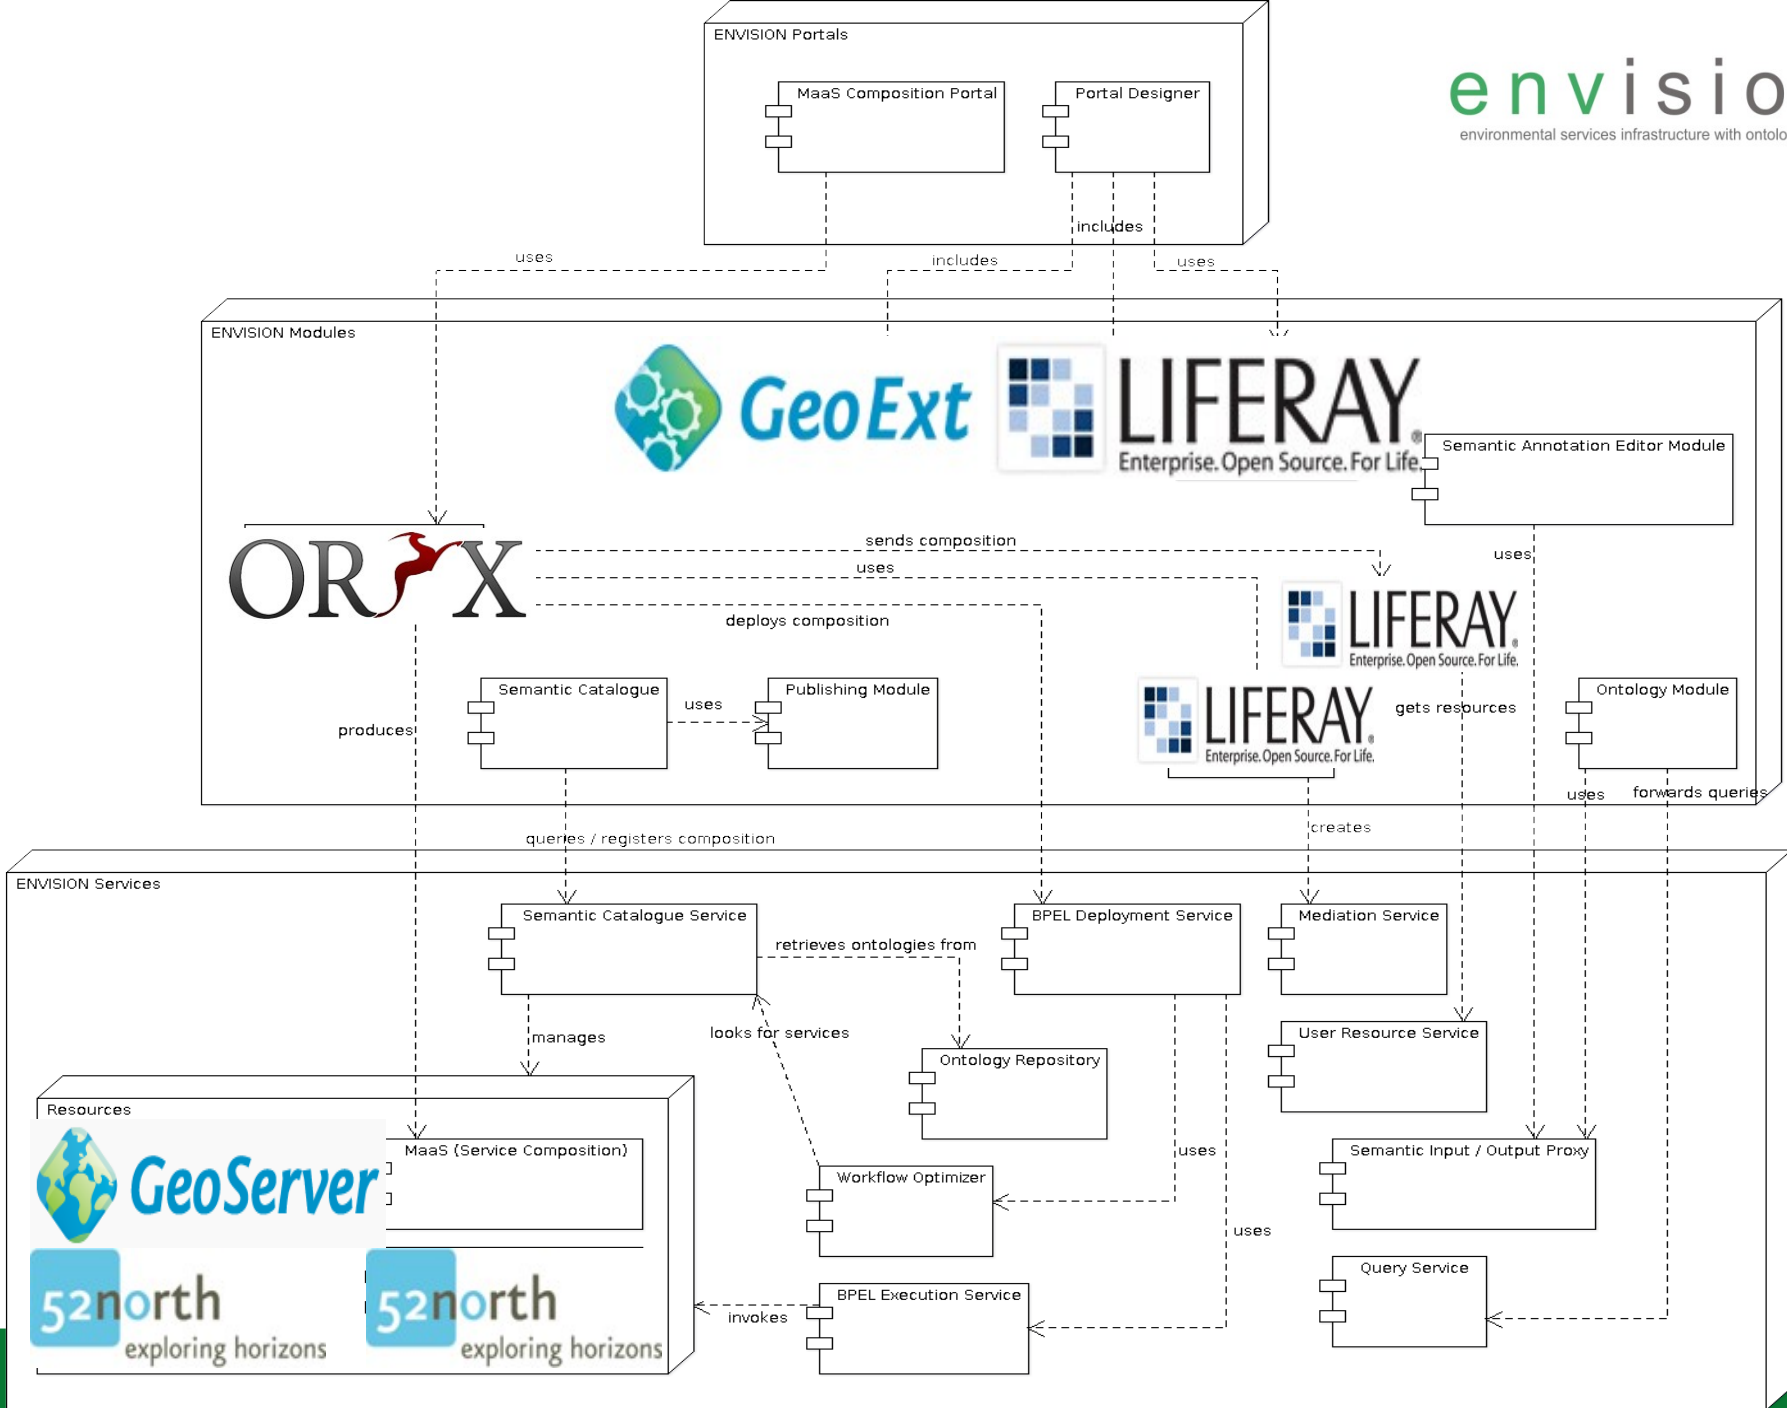 ENVISION Portals
MaaS Composition Portal
Portal Designer
envisio
environmental services infrastructure with ontolo
includes
uses
includes
uses
ENVISION Modules
GeoExt
LIFERAY®
Enterprise. Open Source. For Life.
Semantic Annotation Editor Module
ORYX
sends composition
uses
uses
deploys composition
LIFERAY®
Enterprise. Open Source. For Life.
Semantic Catalogue
uses
Publishing Module
LIFERAY®
Enterprise. Open Source. For Life.
gets resources
Ontology Module
produces
uses
forwards queries
queries / registers composition
creates
ENVISION Services
Semantic Catalogue Service
BPEL Deployment Service
Mediation Service
retrieves ontologies from
manages
looks for services
User Resource Service
Ontology Repository
Resources
MaaS (Service Composition)
uses
Semantic Input / Output Proxy
GeoServer
Workflow Optimizer
uses
Query Service
52north
exploring horizons
52north
exploring horizons
invokes
BPEL Execution Service